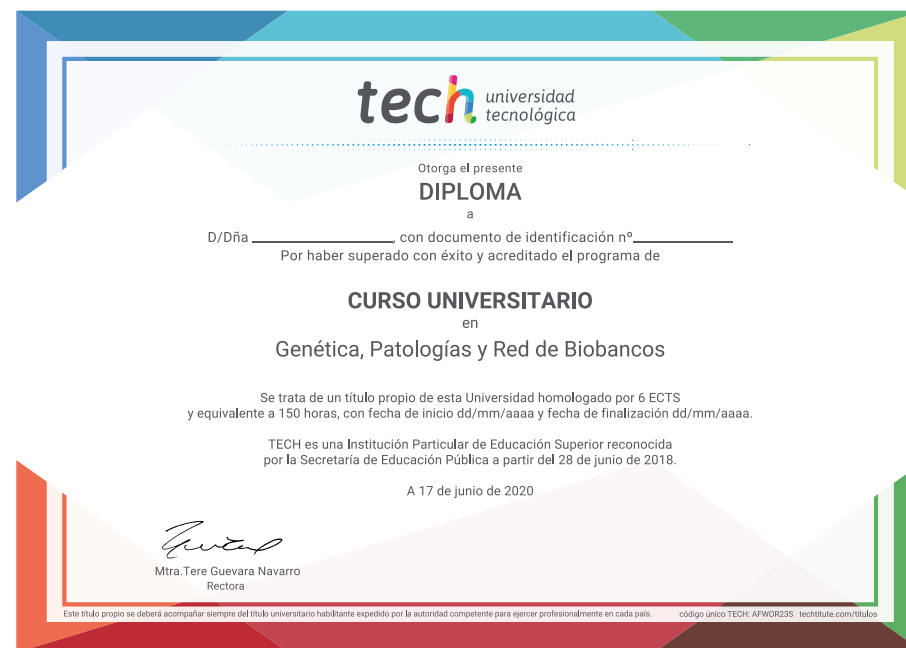 tech universidad
tecnológica
Otorga el presente
DIPLOMA
a
D/Dña ______________, con documento de identificación nº__________
Por haber superado con éxito y acreditado el programa de
CURSO UNIVERSITARIO
en
Genética, Patologías y Red de Biobancos
Se trata de un título propio de esta Universidad homologado por 6 ECTS
y equivalente a 150 horas, con fecha de inicio dd/mm/aaaa y fecha de finalización dd/mm/aaaa.
TECH es una Institución Particular de Educación Superior reconocida
por la Secretaría de Educación Pública a partir del 28 de junio de 2018.
A 17 de junio de 2020
Mtra.Tere Guevara Navarro
Rectora
Este título propio se deberá acompañar siempre del título universitario habilitante expedido por la autoridad competente para ejercer profesionalmente en cada país. código único TECH: AFWOR23S techtitute.com/titulos